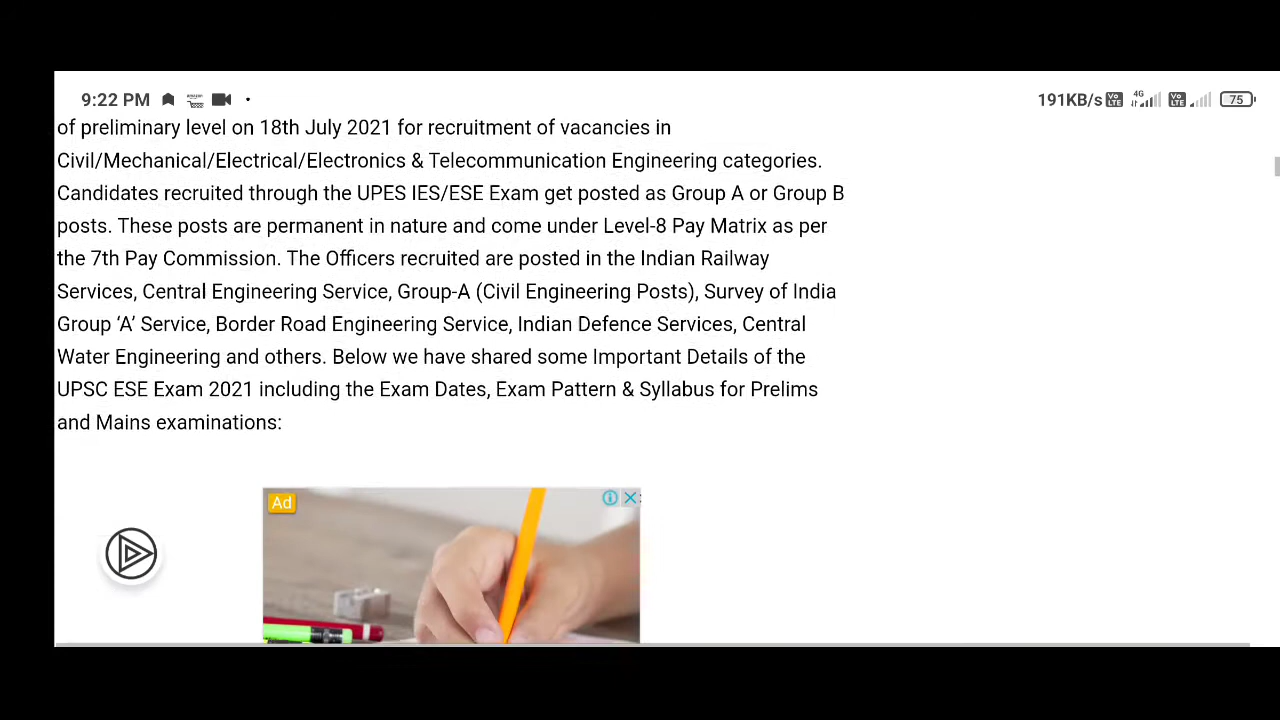 9:22 PM
191KB/s Vo LTE 4G Vo LTE 75
of preliminary level on 18th July 2021 for recruitment of vacancies in
Civil/Mechanical/Electrical/Electronics & Telecommunication Engineering categories.
Candidates recruited through the UPES IES/ESE Exam get posted as Group A or Group B
posts. These posts are permanent in nature and come under Level-8 Pay Matrix as per
the 7th Pay Commission. The Officers recruited are posted in the Indian Railway
Services, Central Engineering Service, Group-A (Civil Engineering Posts), Survey of India
Group ‘A’ Service, Border Road Engineering Service, Indian Defence Services, Central
Water Engineering and others. Below we have shared some Important Details of the
UPSC ESE Exam 2021 including the Exam Dates, Exam Pattern & Syllabus for Prelims
and Mains examinations:
Ad